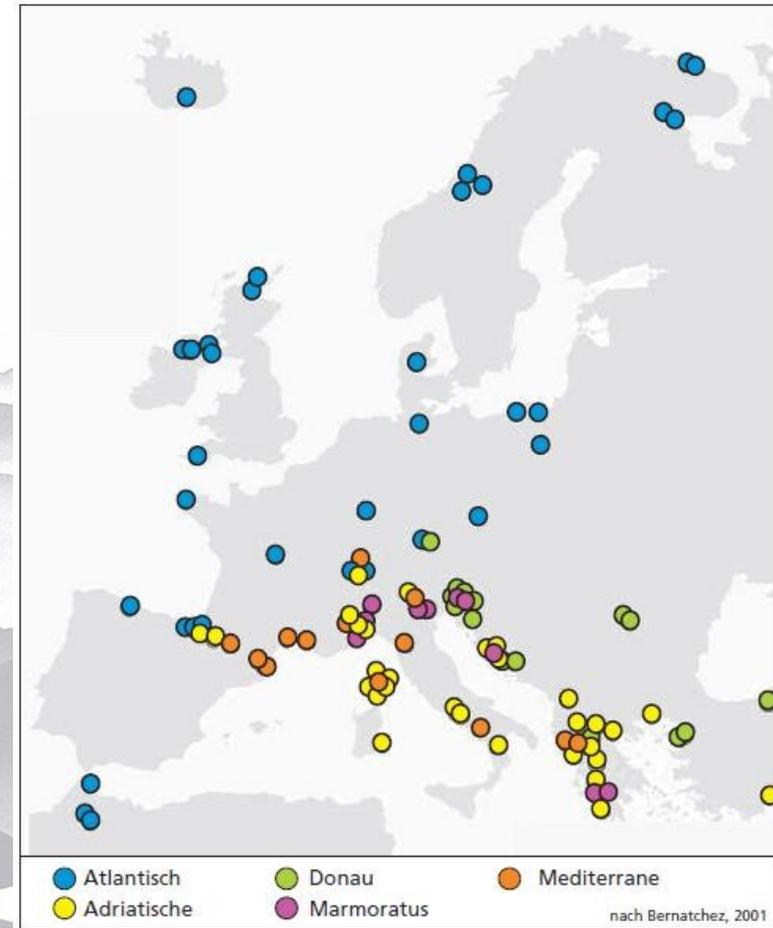 Atlantisch
Donau
Mediterrane
Adriatische
Marmoratus
nach Bernatchez, 2001